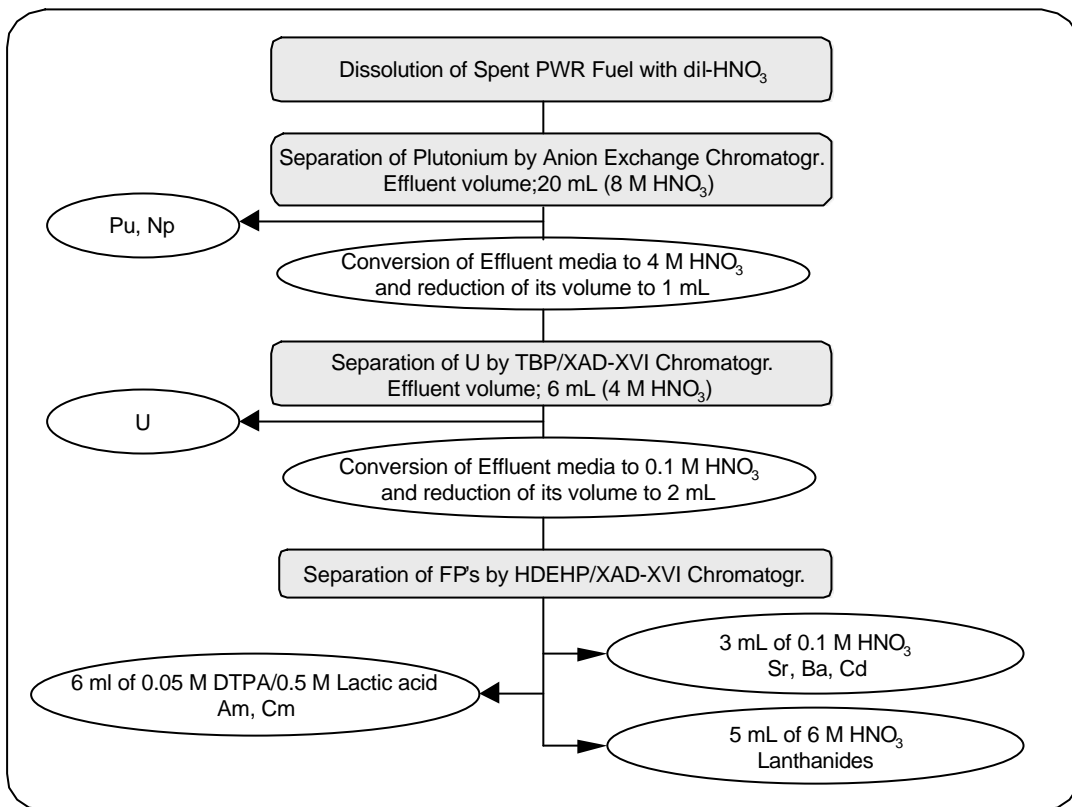 Dissolution of Spent PWR Fuel with dil-HNO₃
Separation of Plutonium by Anion Exchange Chromatogr.
Effluent volume;20 mL (8 M HNO₃)
Pu, Np
Conversion of Effluent media to 4 M HNO₃
and reduction of its volume to 1 mL
Separation of U by TBP/XAD-XVI Chromatogr.
Effluent volume; 6 mL (4 M HNO₃)
U
Conversion of Effluent media to 0.1 M HNO₃
and reduction of its volume to 2 mL
Separation of FP's by HDEHP/XAD-XVI Chromatogr.
3 mL of 0.1 M HNO₃
Sr, Ba, Cd
6 ml of 0.05 M DTPA/0.5 M Lactic acid
Am, Cm
5 mL of 6 M HNO₃
Lanthanides